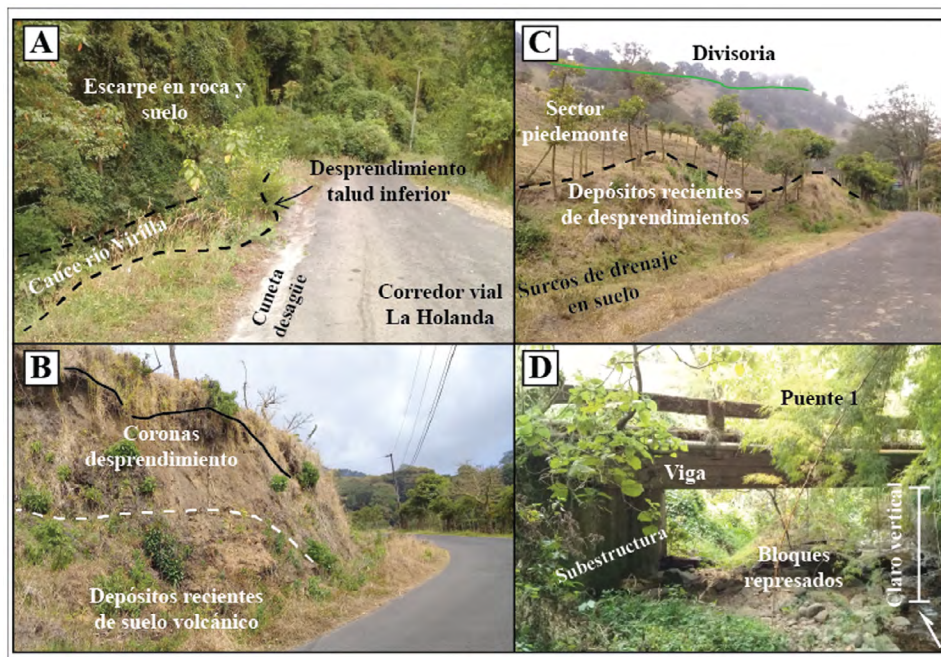 A
Escarpe en roca y
suelo
Desprendimiento
talud inferior
Cauce río Virilla
Cuneta
desagüe
Corredor vial
La Holanda
C
Divisoria
Sector
piedemonte
Depósitos recientes
de desprendimientos
Surcos de drenaje
en suelo
B
Coronas
desprendimiento
Depósitos recientes
de suelo volcánico
D
Puente 1
Viga
Subestructura
Bloques
represados
Claro vertical